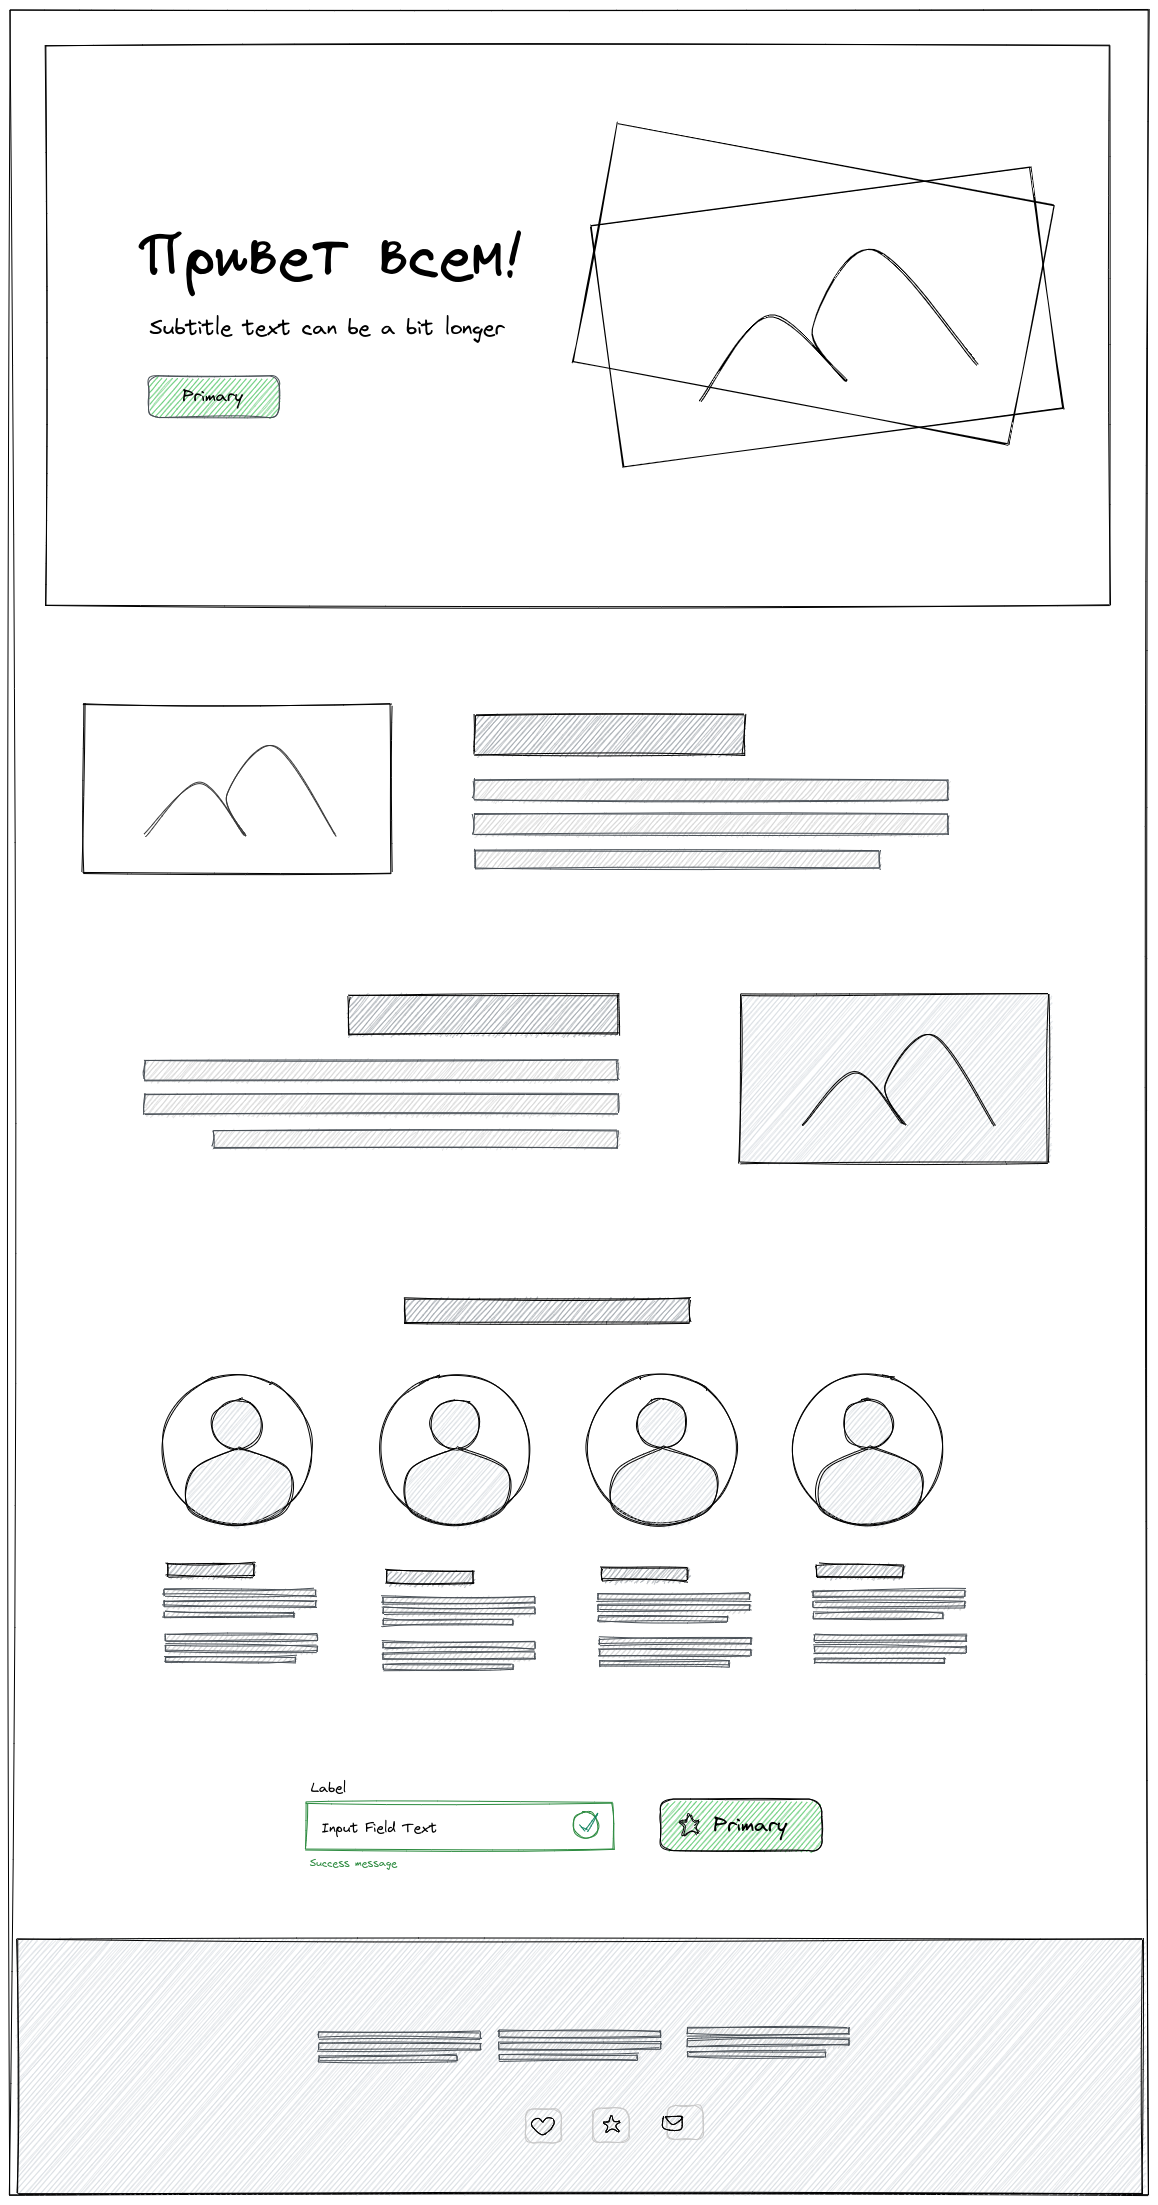 Привет всем!
Subtitle text can be a bit longer
Primary
Label
Input Field Text
Success message
Primary